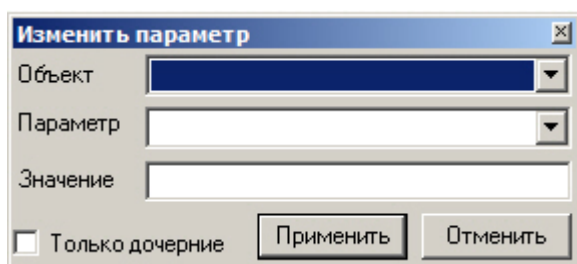 Изменить параметр
Объект
Параметр
Значение
Только дочерние Применить Отменить